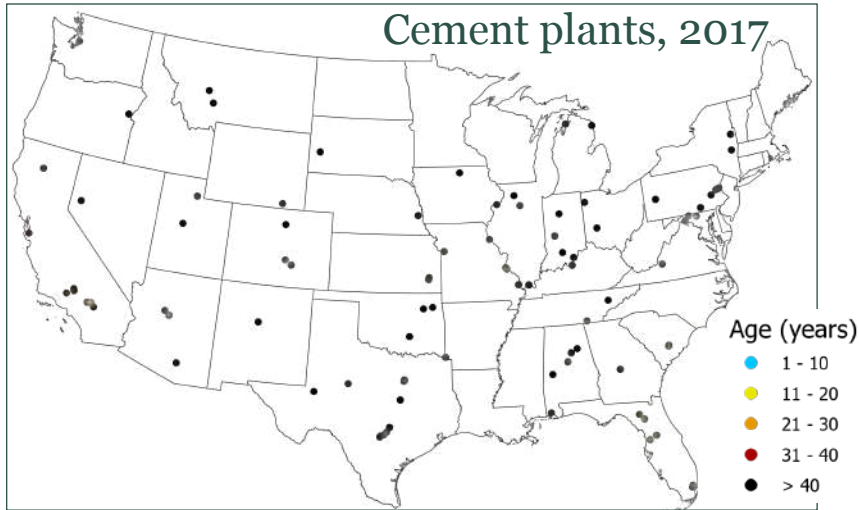 Cement plants, 2017
Age (years)
1 - 10
11 - 20
21 - 30
31 - 40
> 40